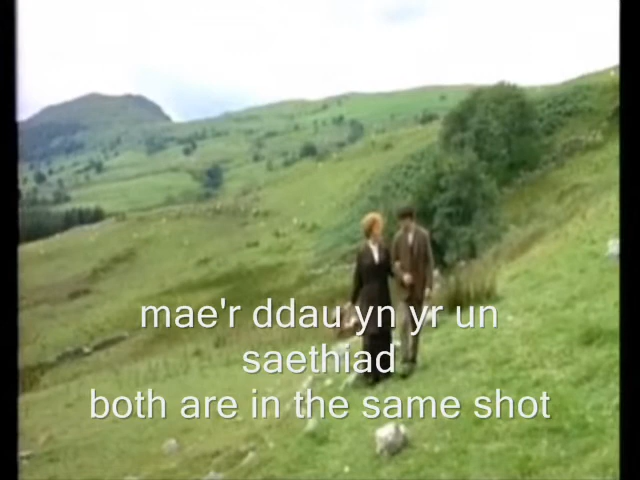 mae'r ddau yn yr un
saethiad
both are in the same shot